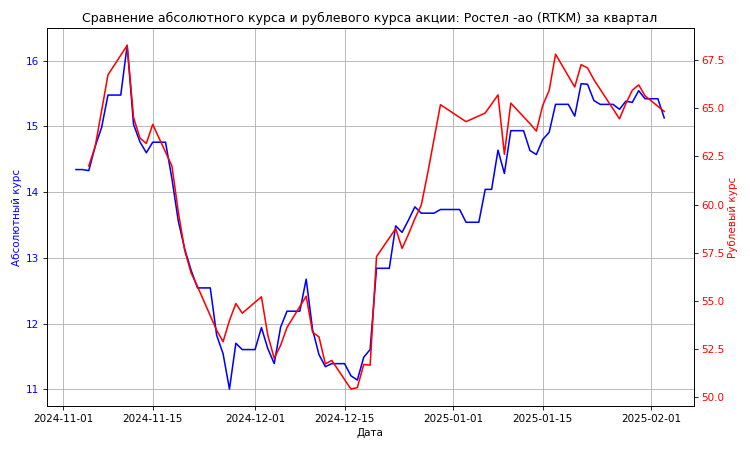 Сравнение абсолютного курса и рублевого курса акции: Ростел -ао (RTKM) за квартал
16
15
14
13
12
11
Абсолютный курс
67.5
65.0
62.5
60.0
57.5
55.0
52.5
50.0
Рублевый курс
2024-11-01 2024-11-15 2024-12-01 2024-12-15 2025-01-01 2025-01-15 2025-02-01
Дата